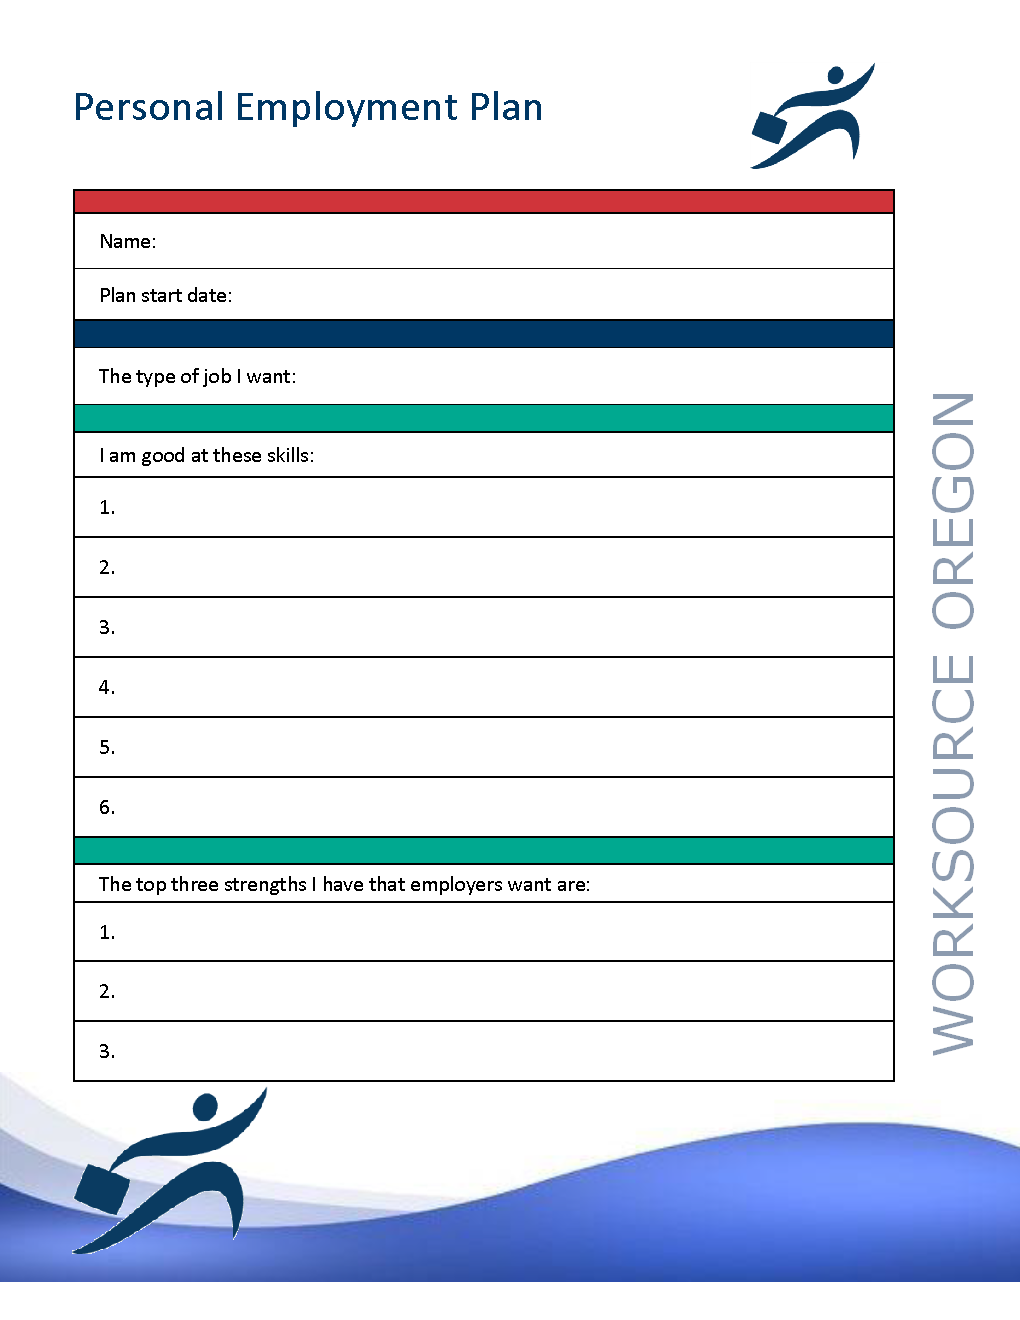 Personal Employment Plan
Name:
Plan start date:
The type of job I want:
I am good at these skills:
1.
2.
3.
4.
5.
6.
The top three strengths I have that employers want are:
1.
2.
3.
WORKSOURCE OREGON